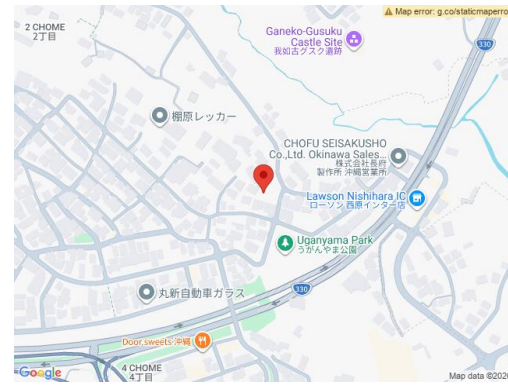 Map error: g.co/staticmaperro
2 CHOME
2丁目
Ganeko-Gusuku
Castle Site
我如古グスク遺跡
330
棚原レッカー
CHOFU SEISAKUSHO
Co.,Ltd. Okinawa Sales...
株式会社長府
製作所 沖縄営業所
Lawson Nishihara IC
ローソン 西原インター店
Uganyama Park
うがんやま公園
丸新自動車ガラス
330
Door,sweets 沖縄
4 CHOME
4丁目
Google
Map data ©2026